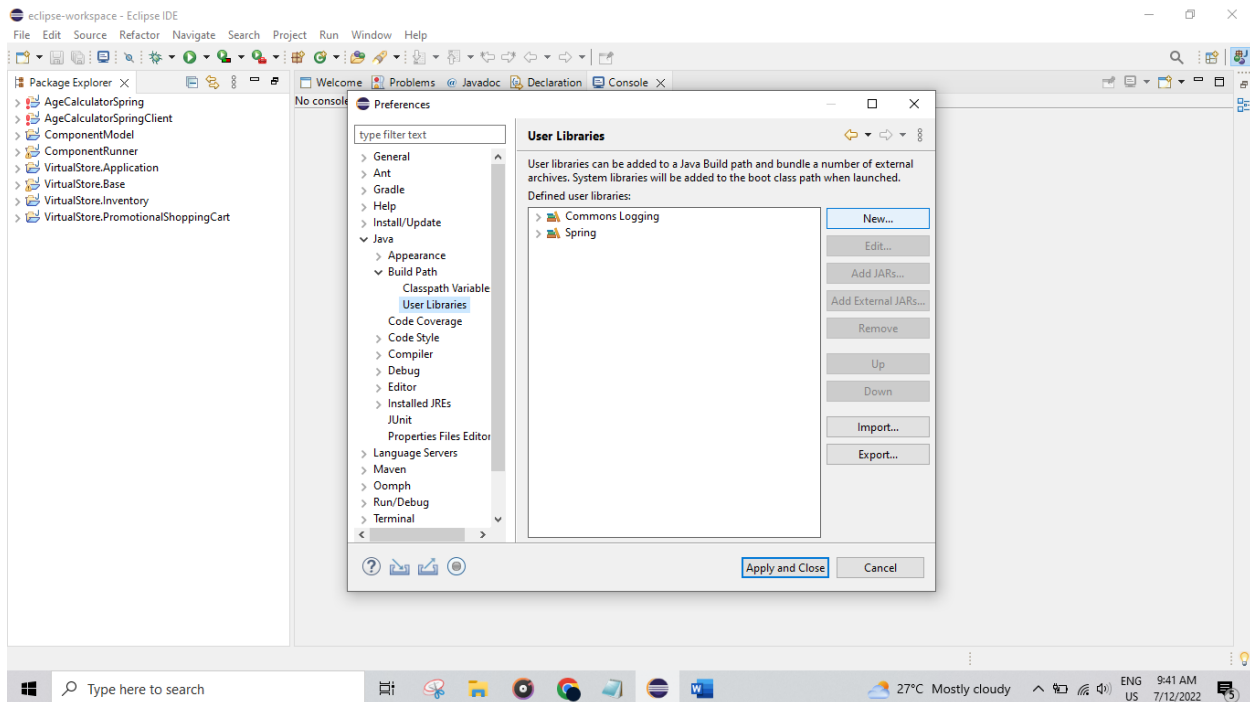 eclipse-workspace - Eclipse IDE
File Edit Source Refactor Navigate Search Project Run Window Help
Package Explorer
Welcome Problems @ Javadoc Declaration Console
AgeCalculatorSpring
AgeCalculatorSpringClient
ComponentModel
ComponentRunner
VirtualStore.Application
VirtualStore.Base
VirtualStore.Inventory
VirtualStore.PromotionalShoppingCart
No console
Preferences
type filter text
General
Ant
Gradle
Help
Install/Update
Java
Appearance
Build Path
Classpath Variable
User Libraries
Code Coverage
Code Style
Compiler
Debug
Editor
Installed JREs
JUnit
Properties Files Editor
Language Servers
Maven
Oomph
Run/Debug
Terminal
User Libraries
User libraries can be added to a Java Build path and bundle a number of external
archives. System libraries will be added to the boot class path when launched.
Defined user libraries:
Commons Logging
Spring
New...
Edit...
Add JARs...
Add External JARs...
Remove
Up
Down
Import...
Export...
Apply and Close
Cancel
Type here to search
27°C Mostly cloudy
ENG
US
9:41 AM
7/12/2022
5